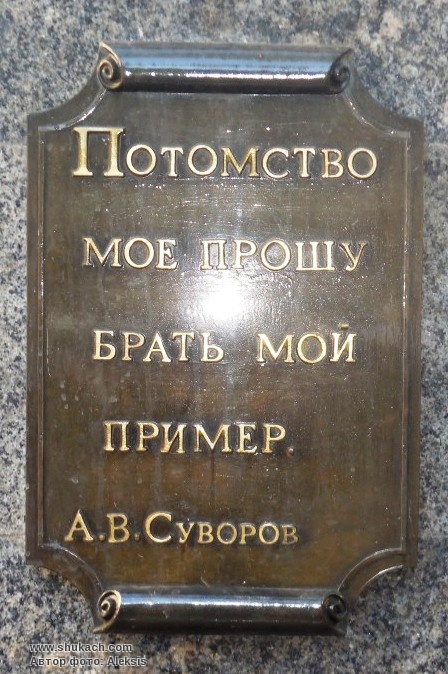 Потомство
мое прошу
брать мой
пример.
А.В.Суворов
www.shukach.com
Автор фото: Aleksis